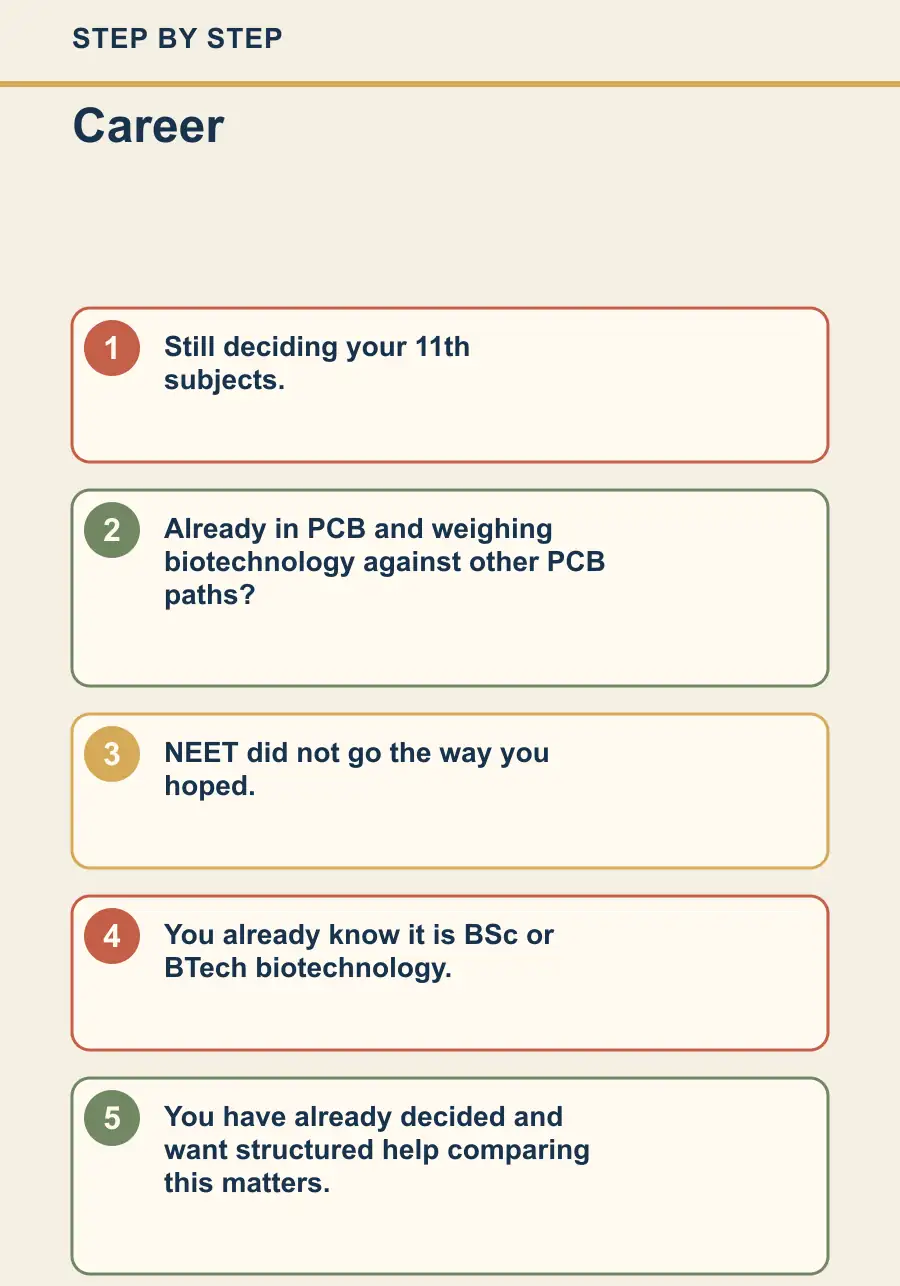 STEP BY STEP
Career
1
Still deciding your 11th
subjects.
2
Already in PCB and weighing
biotechnology against other PCB
paths?
3
NEET did not go the way you
hoped.
4
You already know it is BSc or
BTech biotechnology.
5
You have already decided and
want structured help comparing
this matters.